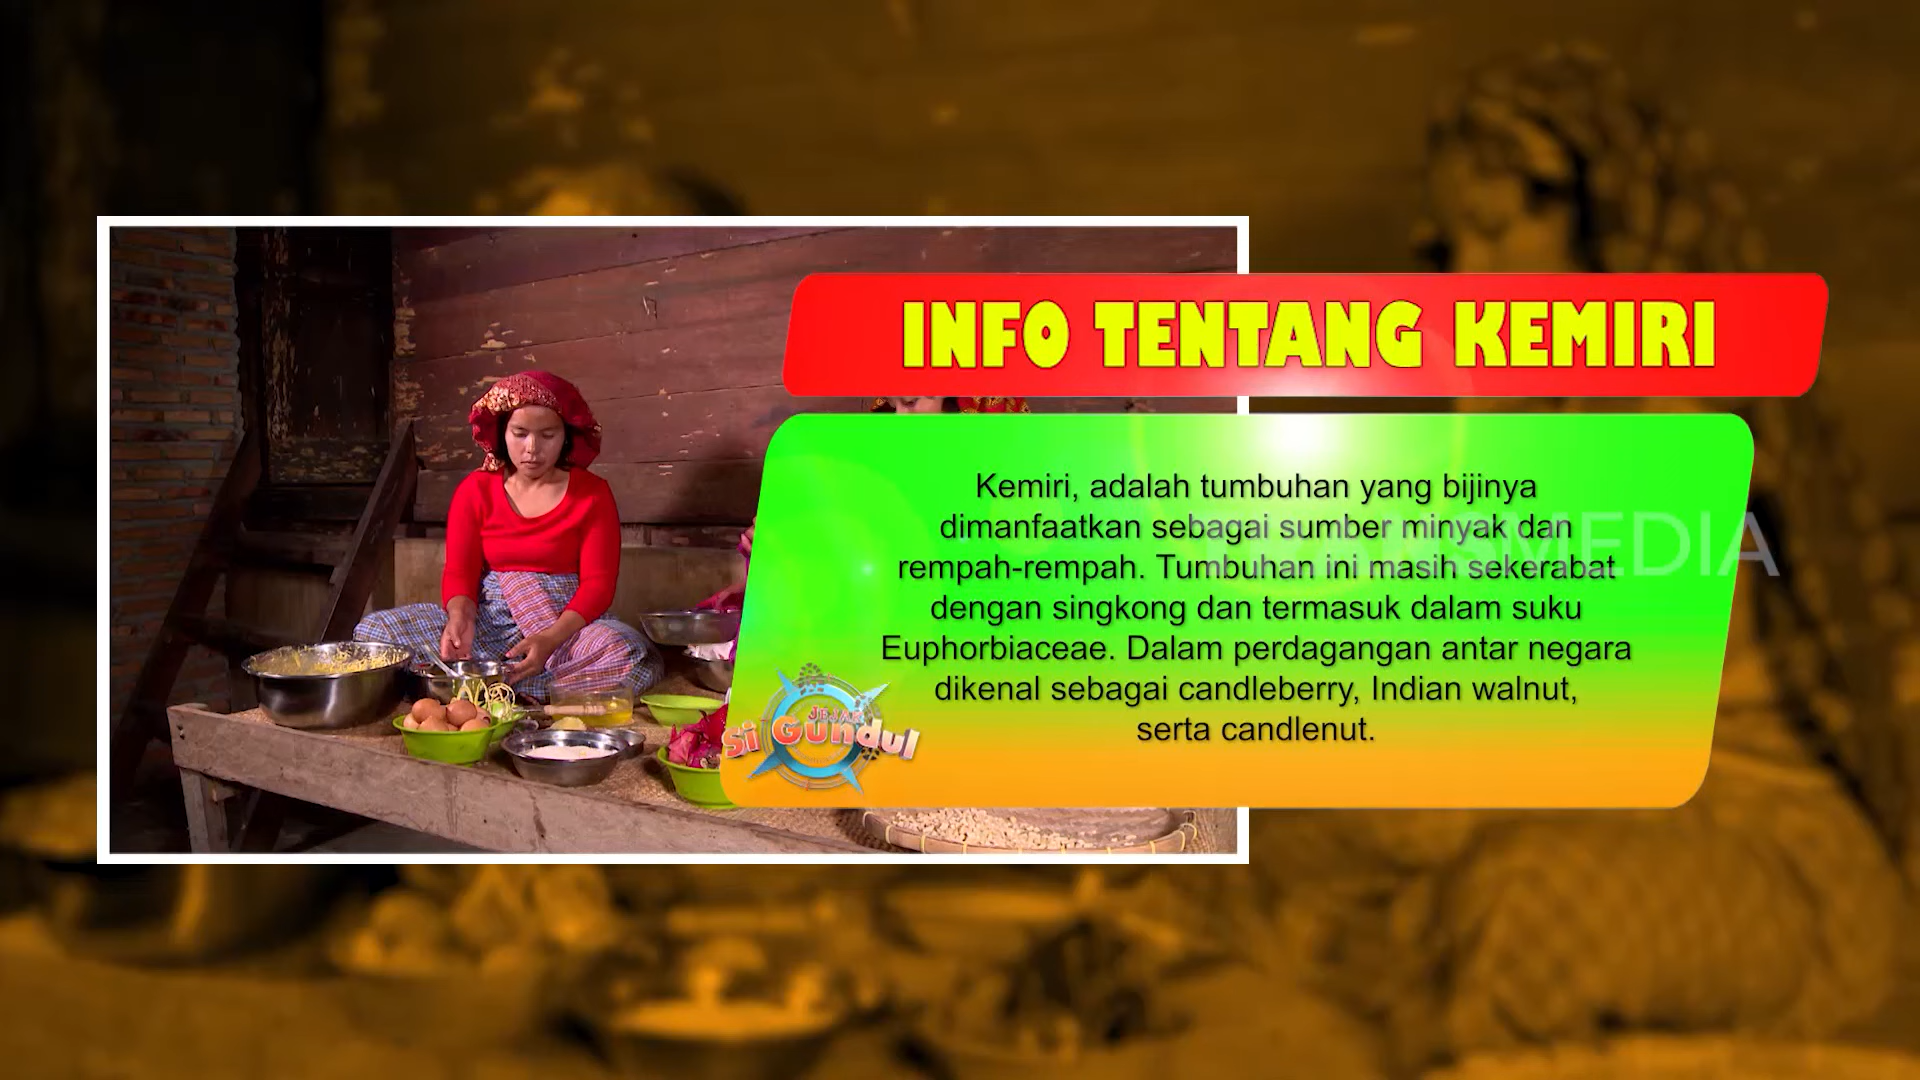 INFO TENTANG KEMIRI
Kemiri, adalah tumbuhan yang bijinya
dimanfaatkan sebagai sumber minyak dan
rempah-rempah. Tumbuhan ini masih sekerabat
dengan singkong dan termasuk dalam suku
Euphorbiaceae. Dalam perdagangan antar negara
dikenal sebagai candleberry, Indian walnut,
serta candlenut.
TRANSMEDIA
JEJAK
Si Gundul